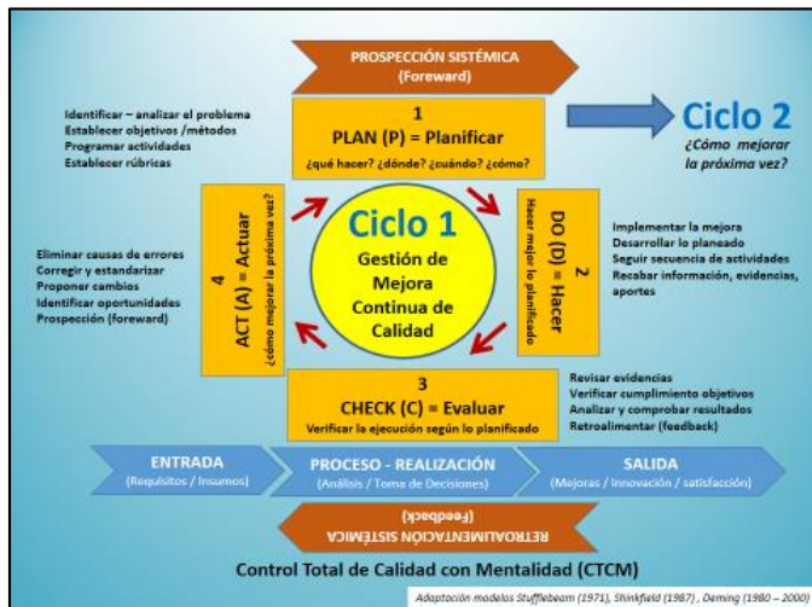 PROSPECCIÓN SISTÉMICA
(Foreward)
Identificar – analizar el problema
Establecer objetivos /métodos
Programar actividades
Establecer rúbricas
1
PLAN (P) = Planificar
¿qué hacer? ¿dónde? ¿cuándo? ¿cómo?
Ciclo 2
¿Cómo mejorar
la próxima vez?
Ciclo 1
Gestión de
Mejora
Continua de
Calidad
2
DO (D) = Hacer
Hacer mejor lo planificado
Implementar la mejora
Desarrollar lo planeado
Seguir secuencia de actividades
Recabar información, evidencias,
aportes
Eliminar causas de errores
Corregir y estandarizar
Proponer cambios
Identificar oportunidades
Prospección (foreward)
4
ACT (A) = Actuar
¿cómo mejorar la próxima vez?
3
CHECK (C) = Evaluar
Verificar la ejecución según lo planificado
Revisar evidencias
Verificar cumplimiento objetivos
Analizar y comprobar resultados
Retroalimentar (feedback)
ENTRADA
(Requisitos / Insumos)
PROCESO - REALIZACIÓN
(Análisis / Toma de Decisiones)
SALIDA
(Mejoras / Innovación / satisfacción)
RETROALIMENTACIÓN SISTÉMICA
(Feedback)
Control Total de Calidad con Mentalidad (CTCM)
Adaptación modelos Stufflebeam (1971), Shinkfield (1987) , Deming (1980 – 2000)